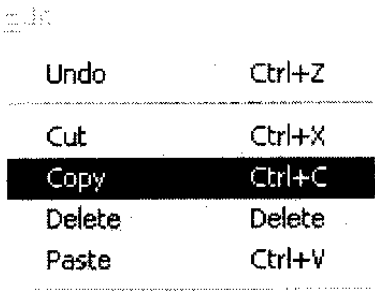 Undo Ctrl+Z
Cut Ctrl+X
Copy Ctrl+C
Delete Delete
Paste Ctrl+V